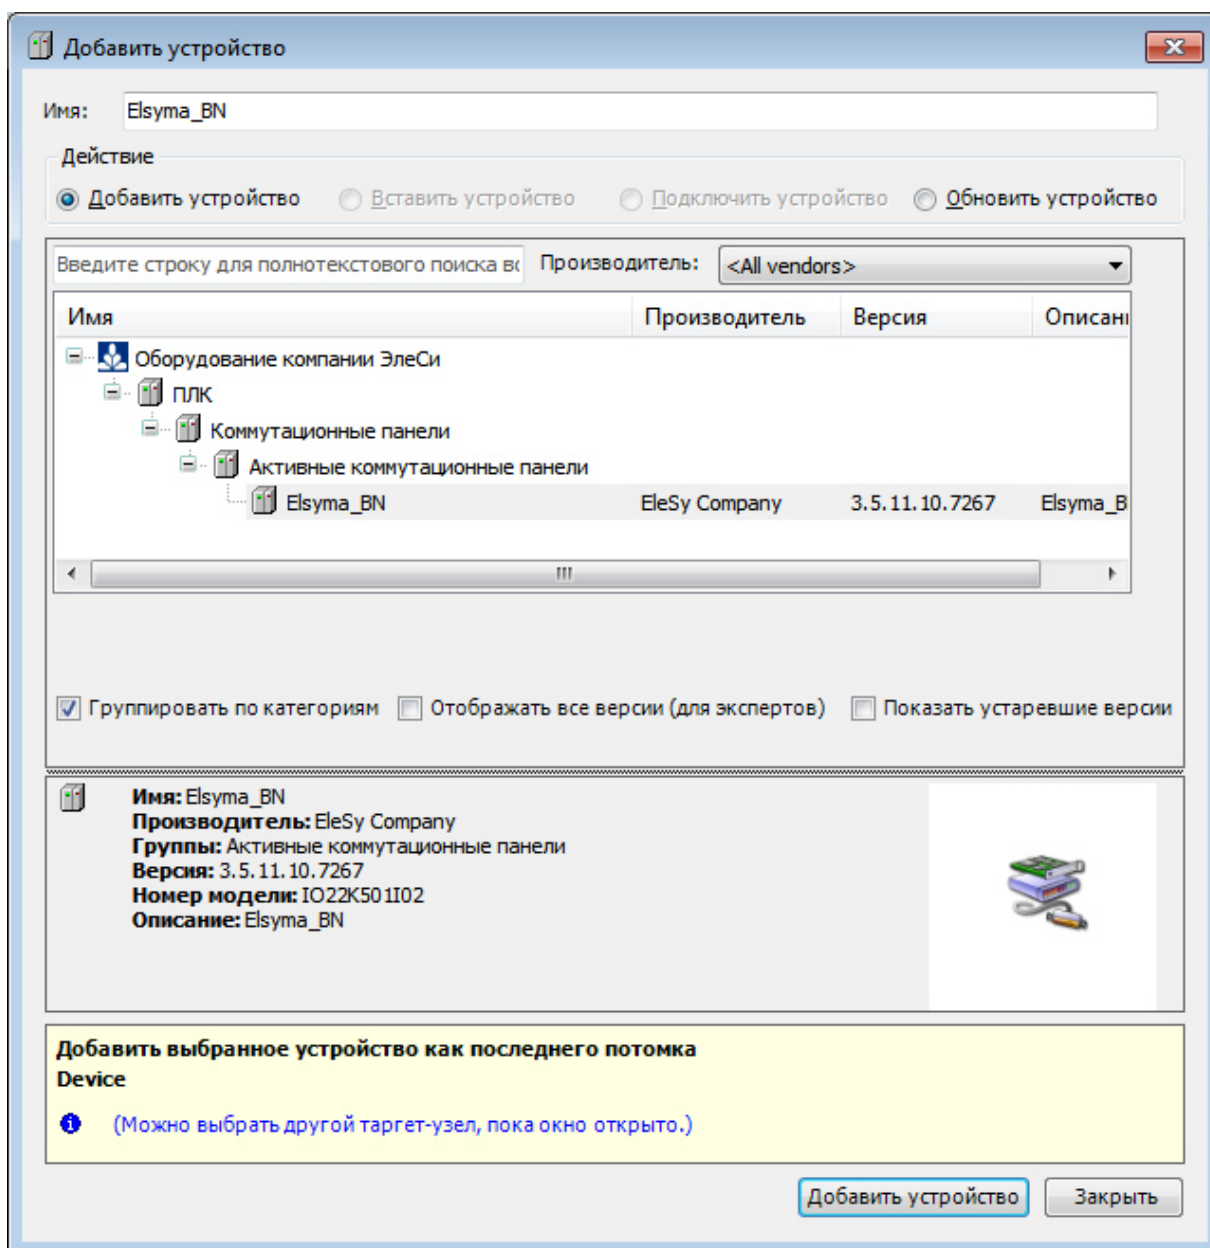 Добавить устройство
Имя: Elsyma_BN
Действие
Добавить устройство Вставить устройство Подключить устройство Обновить устройство
Введите строку для полнотекстового поиска вс Производитель: <All vendors>
Имя Производитель Версия Описани
Оборудование компании ЭлеСи
ПЛК
Коммутационные панели
Активные коммутационные панели
Elsyma_BN EleSy Company 3.5.11.10.7267 Elsyma_B
Группировать по категориям Отображать все версии (для экспертов) Показать устаревшие версии
Имя: Elsyma_BN
Производитель: EleSy Company
Группы: Активные коммутационные панели
Версия: 3.5.11.10.7267
Номер модели: IO22K501I02
Описание: Elsyma_BN
Добавить выбранное устройство как последнего потомка
Device
(Можно выбрать другой таргет-узел, пока окно открыто.)
Добавить устройство Закрыть